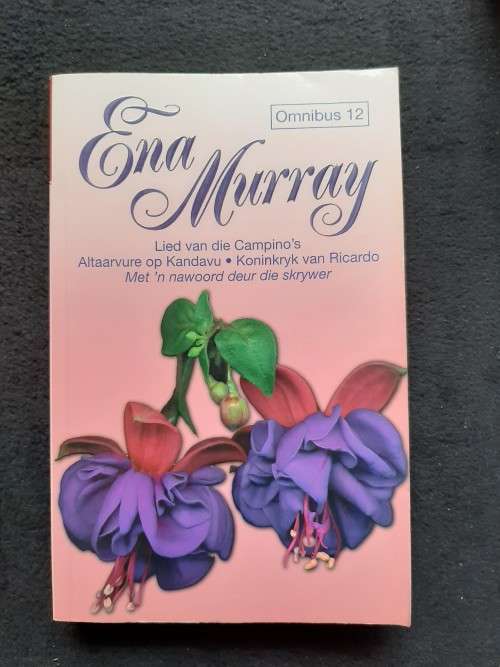 Omnibus 12
Ena
Murray
Lied van die Campino's
Altaarvure op Kandavu • Koninkryk van Ricardo
Met 'n nawoord deur die skrywer